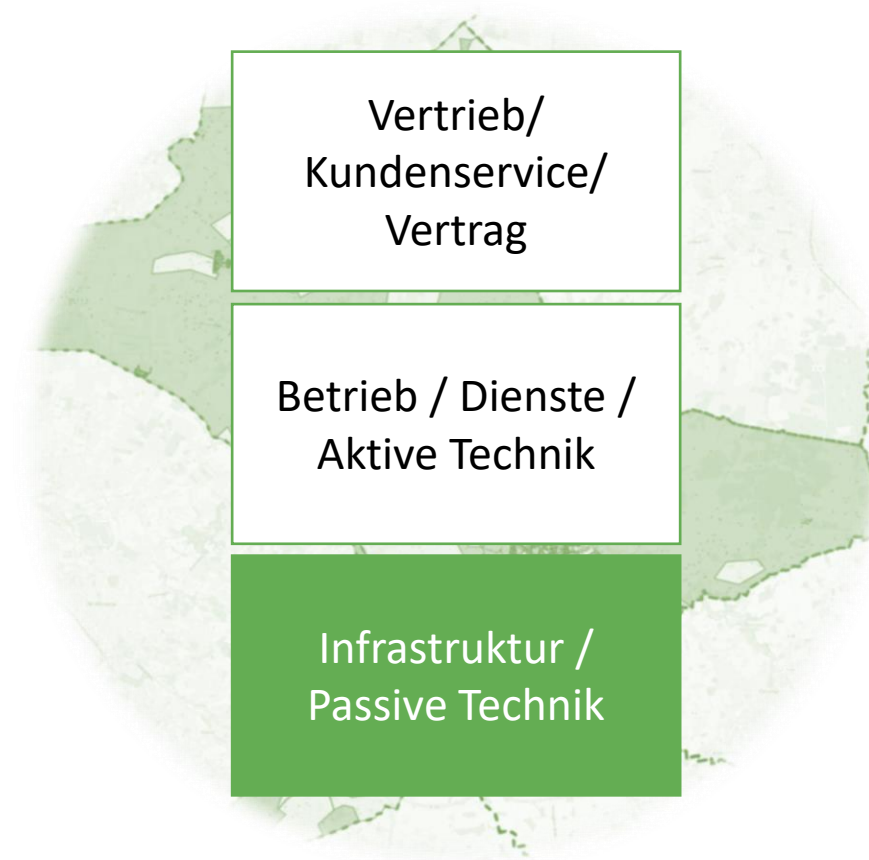 Vertrieb/
Kundenservice/
Vertrag
Betrieb / Dienste /
Aktive Technik
Infrastruktur /
Passive Technik